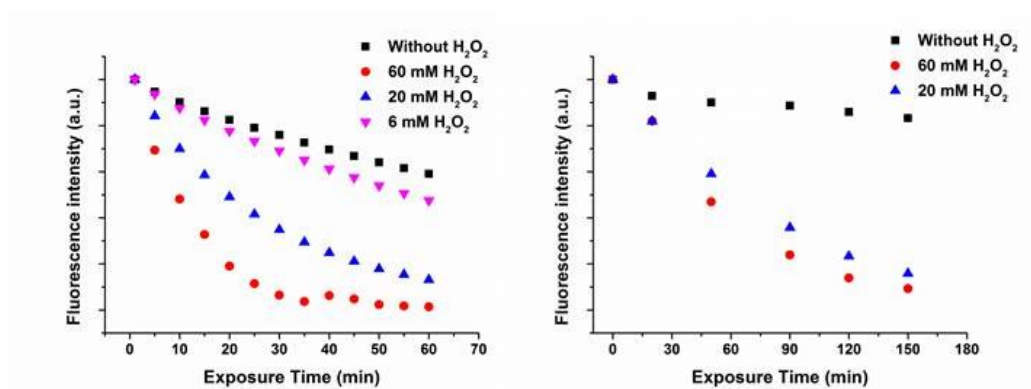 Without H₂O₂
60 mM H₂O₂
20 mM H₂O₂
6 mM H₂O₂
Fluorescence intensity (a.u.)
0 10 20 30 40 50 60 70
Exposure Time (min)
Without H₂O₂
60 mM H₂O₂
20 mM H₂O₂
Fluorescence intensity (a.u.)
0 30 60 90 120 150 180
Exposure Time (min)